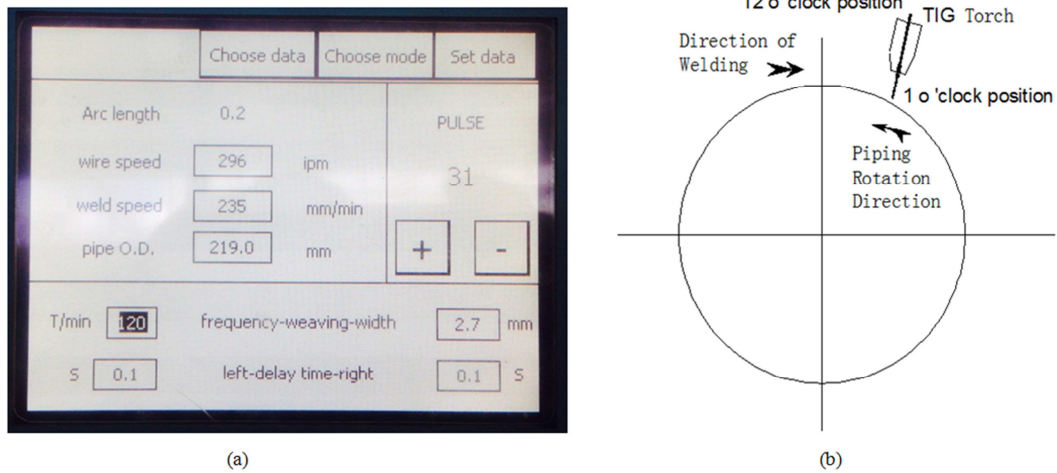 Choose data Choose mode Set data
Arc length 0.2
PULSE
wire speed 296 ipm
31
weld speed 235 mm/min
pipe O.D. 219.0 mm
+ -
T/min 120 frequency-weaving-width 2.7 mm
S 0.1 left-delay time-right 0.1 S
(a)
12 o 'clock position
TIG Torch
Direction of
Welding
1 o 'clock position
Piping
Rotation
Direction
(b)